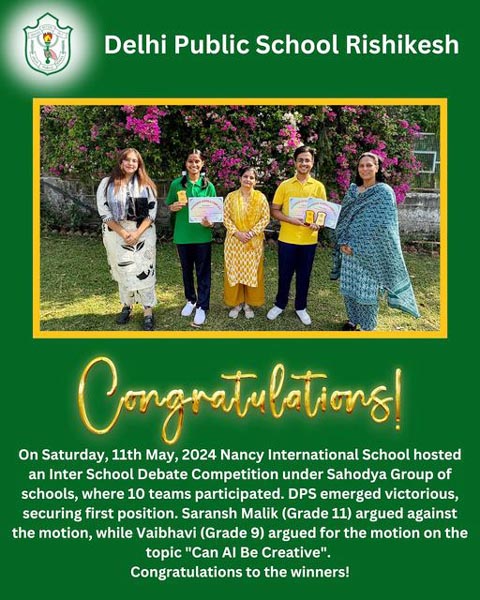 Delhi Public School Rishikesh
Congratulations!
On Saturday, 11th May, 2024 Nancy International School hosted
an Inter School Debate Competition under Sahodya Group of
schools, where 10 teams participated. DPS emerged victorious,
securing first position. Saransh Malik (Grade 11) argued against
the motion, while Vaibhavi (Grade 9) argued for the motion on the
topic "Can AI Be Creative".
Congratulations to the winners!